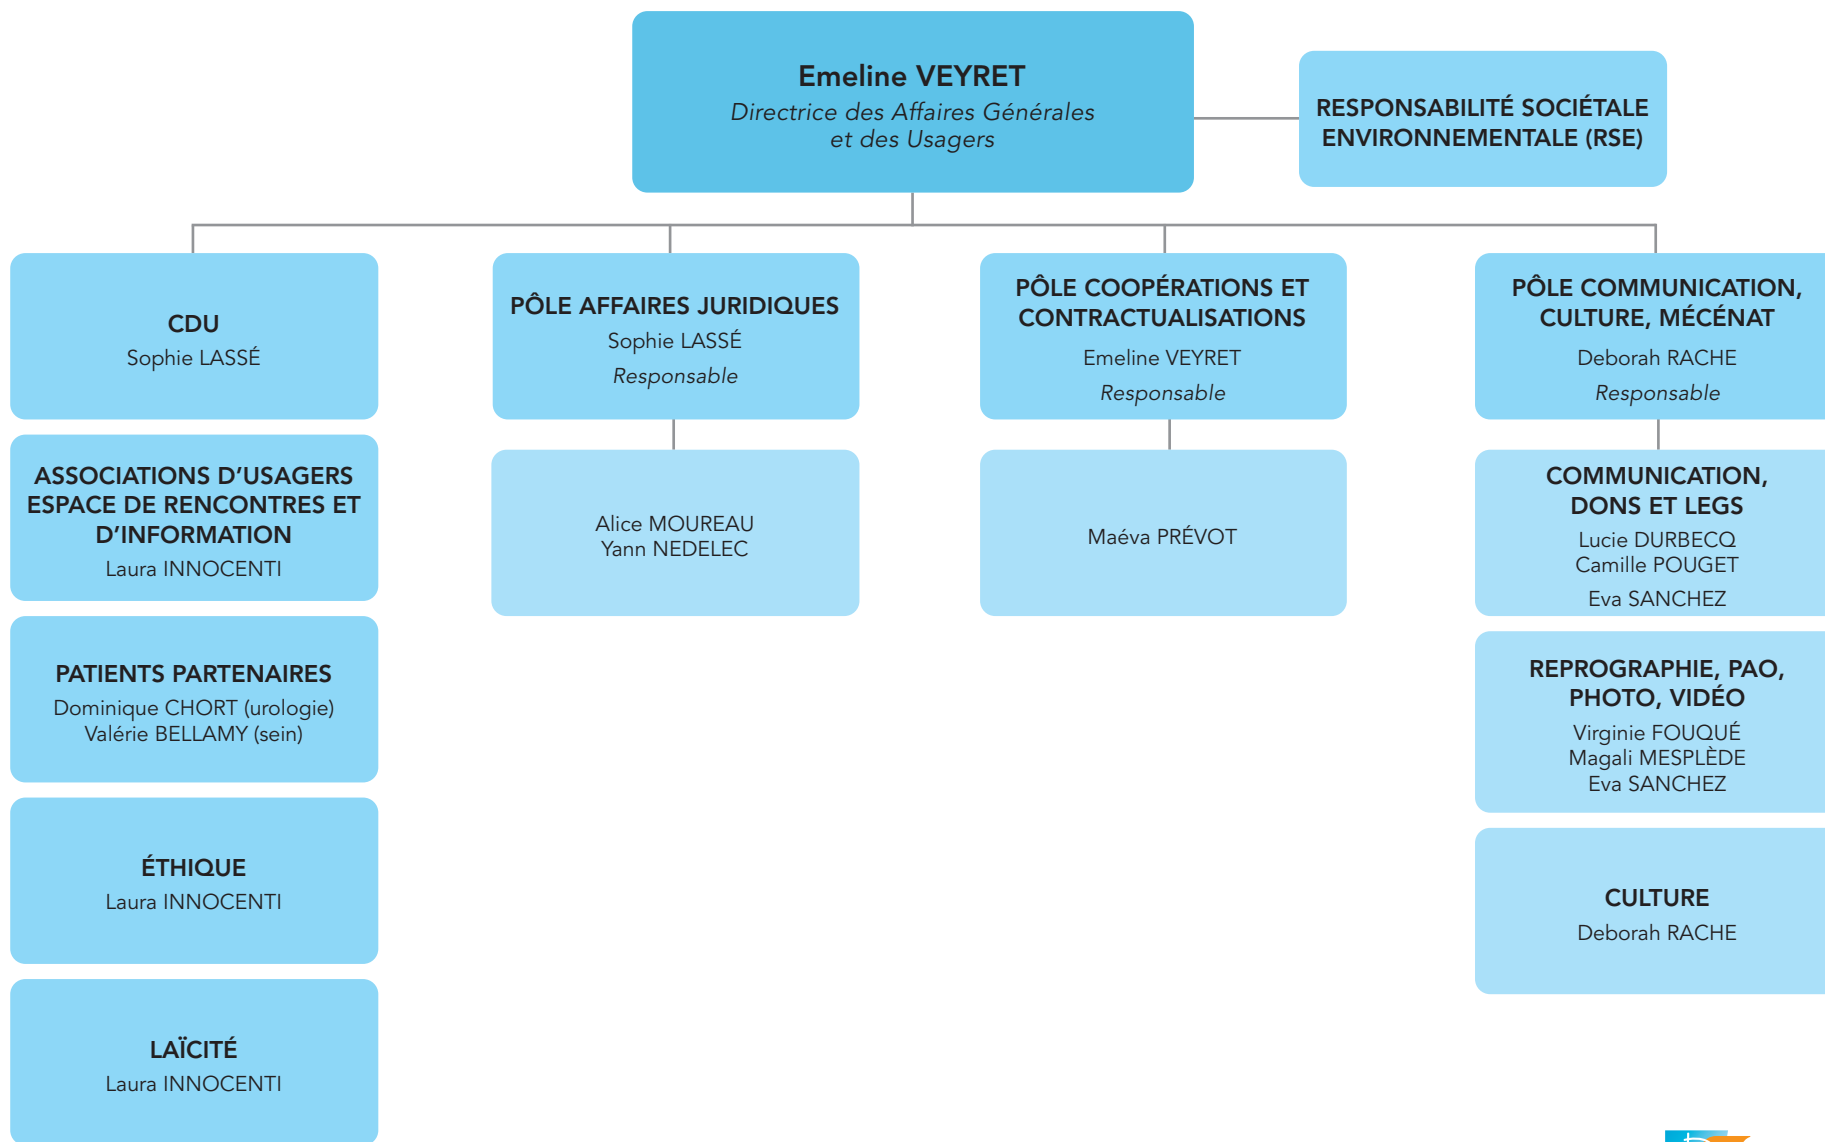 Emeline VEYRET
Directrice des Affaires Générales
et des Usagers
RESPONSABILITÉ SOCIÉTALE
ENVIRONNEMENTALE (RSE)
CDU
Sophie LASSÉ
ASSOCIATIONS D’USAGERS
ESPACE DE RENCONTRES ET
D’INFORMATION
Laura INNOCENTI
PATIENTS PARTENAIRES
Dominique CHORT (urologie)
Valérie BELLAMY (sein)
ÉTHIQUE
Laura INNOCENTI
LAÏCITÉ
Laura INNOCENTI
PÔLE AFFAIRES JURIDIQUES
Sophie LASSÉ
Responsable
Alice MOUREAU
Yann NEDELEC
PÔLE COOPÉRATIONS ET
CONTRACTUALISATIONS
Emeline VEYRET
Responsable
Maéva PRÉVOT
PÔLE COMMUNICATION,
CULTURE, MÉCÉNAT
Deborah RACHE
Responsable
COMMUNICATION,
DONS ET LEGS
Lucie DURBECQ
Camille POUGET
Eva SANCHEZ
REPROGRAPHIE, PAO,
PHOTO, VIDÉO
Virginie FOUQUÉ
Magali MESPLÈDE
Eva SANCHEZ
CULTURE
Deborah RACHE